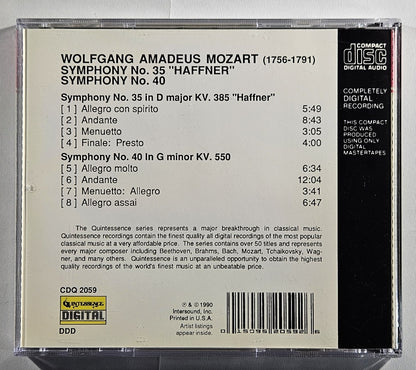 WOLFGANG AMADEUS MOZART (1756-1791)
SYMPHONY No. 35 "HAFFNER"
SYMPHONY No. 40
Symphony No. 35 in D major KV. 385 "Haffner"
[ 1 ] Allegro con spirito 5:49
[ 2 ] Andante 8:43
[ 3 ] Menuetto 3:05
[ 4 ] Finale: Presto 4:00
Symphony No. 40 In G minor KV. 550
[ 5 ] Allegro molto 6:34
[ 6 ] Andante 12:04
[ 7 ] Menuetto: Allegro 3:41
[ 8 ] Allegro assai 6:47
The Quintessence series represents a major breakthrough in classical music.
Quintessence recordings contain the finest quality all digital recordings of the most popular
classical music at a very affordable price. The series contains over 50 titles and represents
every major composer including Beethoven, Brahms, Bach, Mozart, Tchaikovsky, Wag-
ner, and many others. Quintessence is an unparalleled opportunity to obtain the highest
quality recordings of the world's finest music at an unbeatable price.
CDQ 2059
QUINTESSENCE
DIGITAL
DDD
℗ & © 1990
Intersound, Inc.
Printed in U.S.A.
Artist listings
appear inside.
COMPACT
disc
DIGITAL AUDIO
COMPLETELY
DIGITAL
RECORDING
THIS COMPACT
DISC WAS
PRODUCED
USING ONLY
DIGITAL
MASTERTAPES